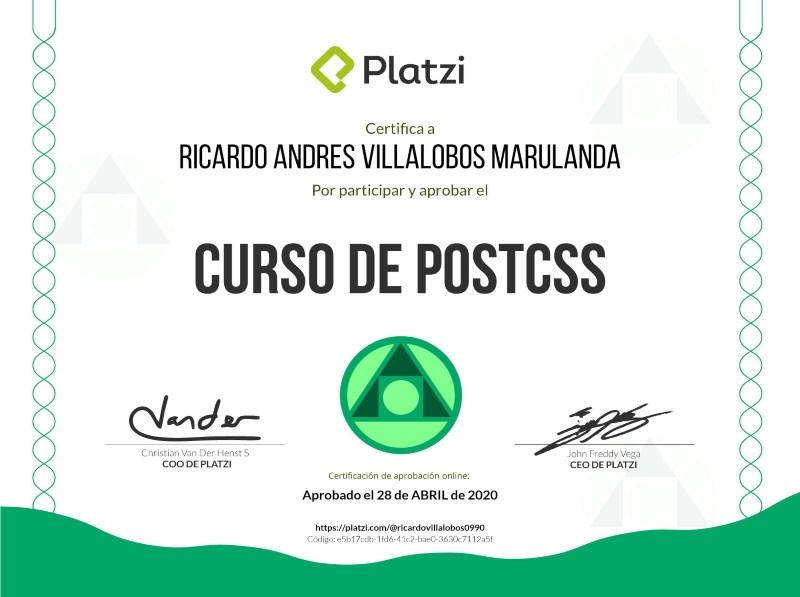 Platzi
Certifica a
RICARDO ANDRES VILLALOBOS MARULANDA
Por participar y aprobar el
CURSO DE POSTCSS
Christian Van Der Henst S
COO DE PLATZI
John Freddy Vega
CEO DE PLATZI
Certificación de aprobación online:
Aprobado el 28 de ABRIL de 2020
https://platzi.com/@ricardovillalobos0990
Código: e5b17cdb-1fd6-41c2-bae0-3630c7112a5f